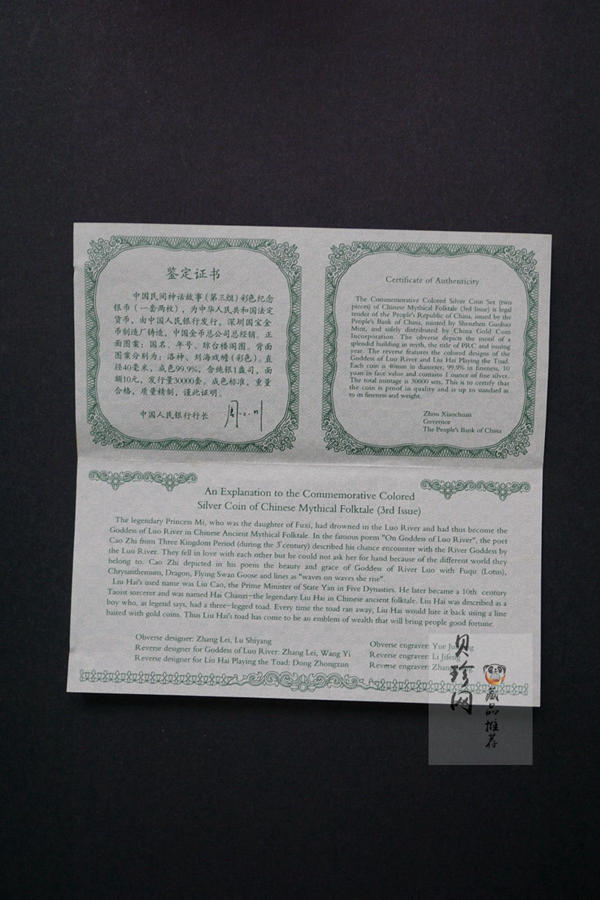 鉴定证书
中国民间神话故事(第三组)彩色纪念
银币(一套两枚),为中华人民共和国法定
货币,由中国人民银行发行,深圳国宝金
币制造厂铸造,中国金币总公司总经销。正
面图案:国名、年号、综台楼阁图。背面
图案分别为:洛神、刘海戏蟾(彩色)。直
径40毫米,成色99.9%,含纯银1盎司,面
额10元,发行量30000套。成色标准,重量
合格,质量精制,谨此证明。
中国人民银行行长
Certificate of Authenticity
The Commemorative Colored Silver Coin Set (two
pieces) of Chinese Mythical Folktale (3rd Issue) is legal
tender of the People's Republic of China, issued by the
People's Bank of China, minted by Shenzhen Guobao
Mint, and solely distributed by China Gold Coin
Incorporation. The obverse depicts the motif of a
splendid building in myth, the title of PRC and issuing
year. The reverse features the colored designs of the
Goddess of Luo River and Liu Hai Playing the Toad.
Each coin is 40mm in diameter, 99.9% in fineness, 10
yuan in face value and contains 1 ounce of fine silver.
The total mintage is 30000 sets. This is to certify that
the coin is proof in quality and is up to standard as
to its fineness and weight.
Zhou Xiaochuan
Governor
The People's Bank of China
An Explanation to the Commemorative Colored
Silver Coin of Chinese Mythical Folktale (3rd Issue)
The legendary Princess Mi, who was the daughter of Fuxi, had drowned in the Luo River and had thus become the
Goddess of Luo River in Chinese Ancient Mythical Folktale. In the famous poem "On Goddess of Luo River", the poet
Cao Zhi from Three Kingdom Period (during the 3rd century) described his chance encounter with the River Goddess by
the Luo River. They fell in love with each other but he could not ask her for hand because of the different world they
belong to. Cao Zhi depicted in his poem the beauty and grace of Goddess of River Luo with Fuqu (Lotus),
Chrysanthemum, Dragon, Flying Swan Goose and lines as "waves on waves she rise".
Liu Hai's used name was Liu Cao, the Prime Minister of State Yan in Five Dynasties. He later became a 10th century
Taoist sorcerer and was named Hai Chanzi—the legendary Liu Hai in Chinese ancient folktale. Liu Hai was described as a
boy who, as legend says, had a three-legged toad. Every time the toad ran away, Liu Hai would lure it back using a line
baited with gold coins. Thus Liu Hai's toad has come to be an emblem of wealth that will bring people good fortune.
Obverse designer: Zhang Lei, Lu Shiyang
Reverse designer for Goddess of Luo River: Zhang Lei, Wang Yi
Reverse designer for Liu Hai Playing the Toad: Dong Zhongxun
Obverse engraver: Yue
Reverse engraver: Li Jifeng
Reverse engraver: Zhang
贝珍网
藏品推荐